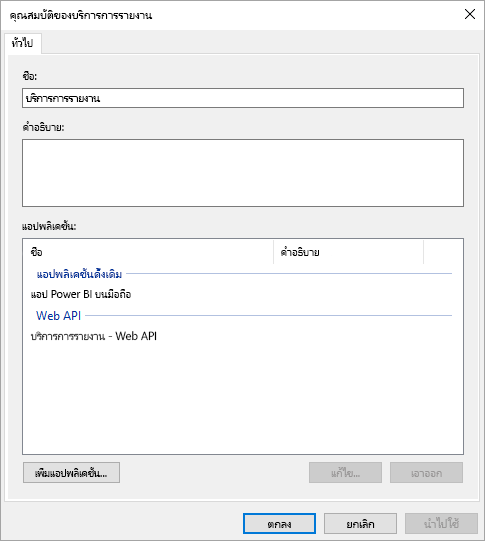 คุณสมบัติของบริการการรายงาน
ทั่วไป
ชื่อ:
บริการการรายงาน
คำอธิบาย:
แอปพลิเคชัน:
ชื่อ คำอธิบาย
แอปพลิเคชันดั้งเดิม
แอป Power BI บนมือถือ
Web API
บริการการรายงาน - Web API
เพิ่มแอปพลิเคชัน... แก้ไข... เอาออก
ตกลง ยกเลิก นำไปใช้